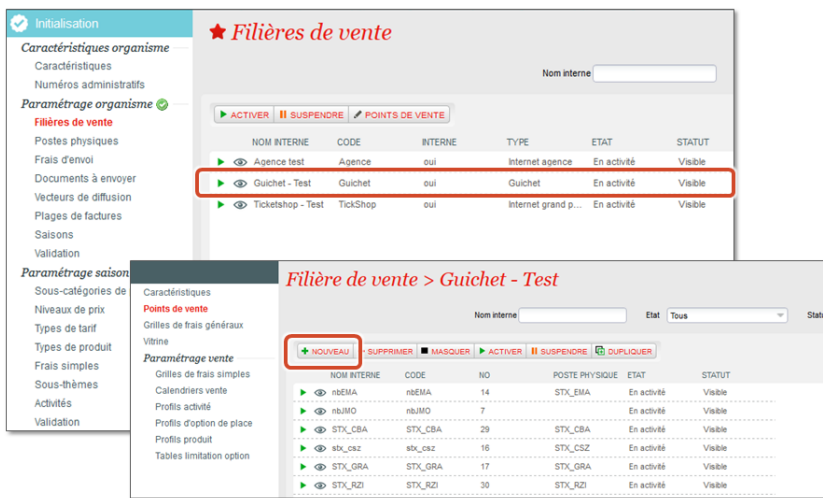 Initialisation
Caractéristiques organisme
Caractéristiques
Numéros administratifs
Paramétrage organisme
Filières de vente
Postes physiques
Frais d'envoi
Documents à envoyer
Vecteurs de diffusion
Plages de factures
Saisons
Validation
Paramétrage saison
Sous-catégories de
Niveaux de prix
Types de tarif
Types de produit
Frais simples
Sous-thèmes
Activités
Validation
Filières de vente
Nom interne
ACTIVER SUSPENDRE POINTS DE VENTE
NOM INTERNE CODE INTERNE TYPE ETAT STATUT
Agence test Agence oui Internet agence En activité Visible
Guichet - Test Guichet oui Guichet En activité Visible
Ticketshop - Test TickShop oui Internet grand p... En activité Visible
Caractéristiques
Points de vente
Grilles de frais généraux
Vitrine
Paramétrage vente
Grilles de frais simples
Calendriers vente
Profils activité
Profils d'option de place
Profils produit
Tables limitation option
Filière de vente > Guichet - Test
Nom interne Etat Tous Statu
NOUVEAU SUPPRIMER MASQUER ACTIVER SUSPENDRE DUPLIQUER
NOM INTERNE CODE NO POSTE PHYSIQUE ETAT STATUT
nbEMA nbEMA 14 STX_EMA En activité Visible
nbJMO nbJMO 7 En activité Visible
STX_CBA STX_CBA 29 STX_CBA En activité Visible
stx_csz stx_csz 16 STX_CSZ En activité Visible
STX_GRA STX_GRA 17 STX_GRA En activité Visible
STX_RZI STX_RZI 30 STX_RZI En activité Visible